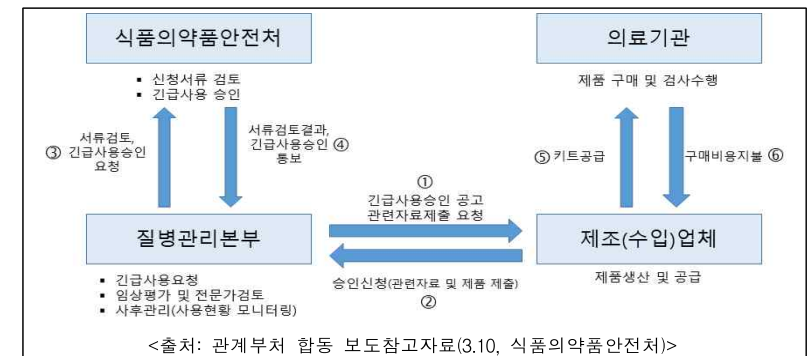 식품의약품안전처
▪ 신청서류 검토
▪ 긴급사용 승인
의료기관
제품 구매 및 검사수행
③
서류검토,
긴급사용승인
요청
서류검토결과,
긴급사용승인
통보
④
⑤ 키트공급
구매비용지불 ⑥
①
긴급사용승인 공고
관련자료제출 요청
질병관리본부
▪ 긴급사용요청
▪ 임상평가 및 전문가검토
▪ 사후관리(사용현황 모니터링)
승인신청(관련자료 및 제품 제출)
②
제조(수입)업체
제품생산 및 공급
<출처: 관계부처 합동 보도참고자료(3.10, 식품의약품안전처)>